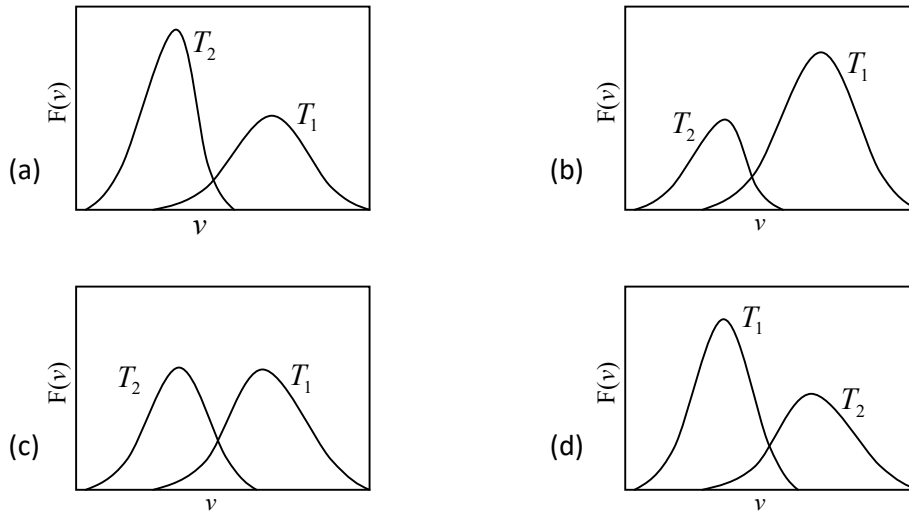 (a)
F(v)
T₂
T₁
v
(b)
F(v)
T₂
T₁
v
(c)
F(v)
T₂
T₁
v
(d)
F(v)
T₁
T₂
v